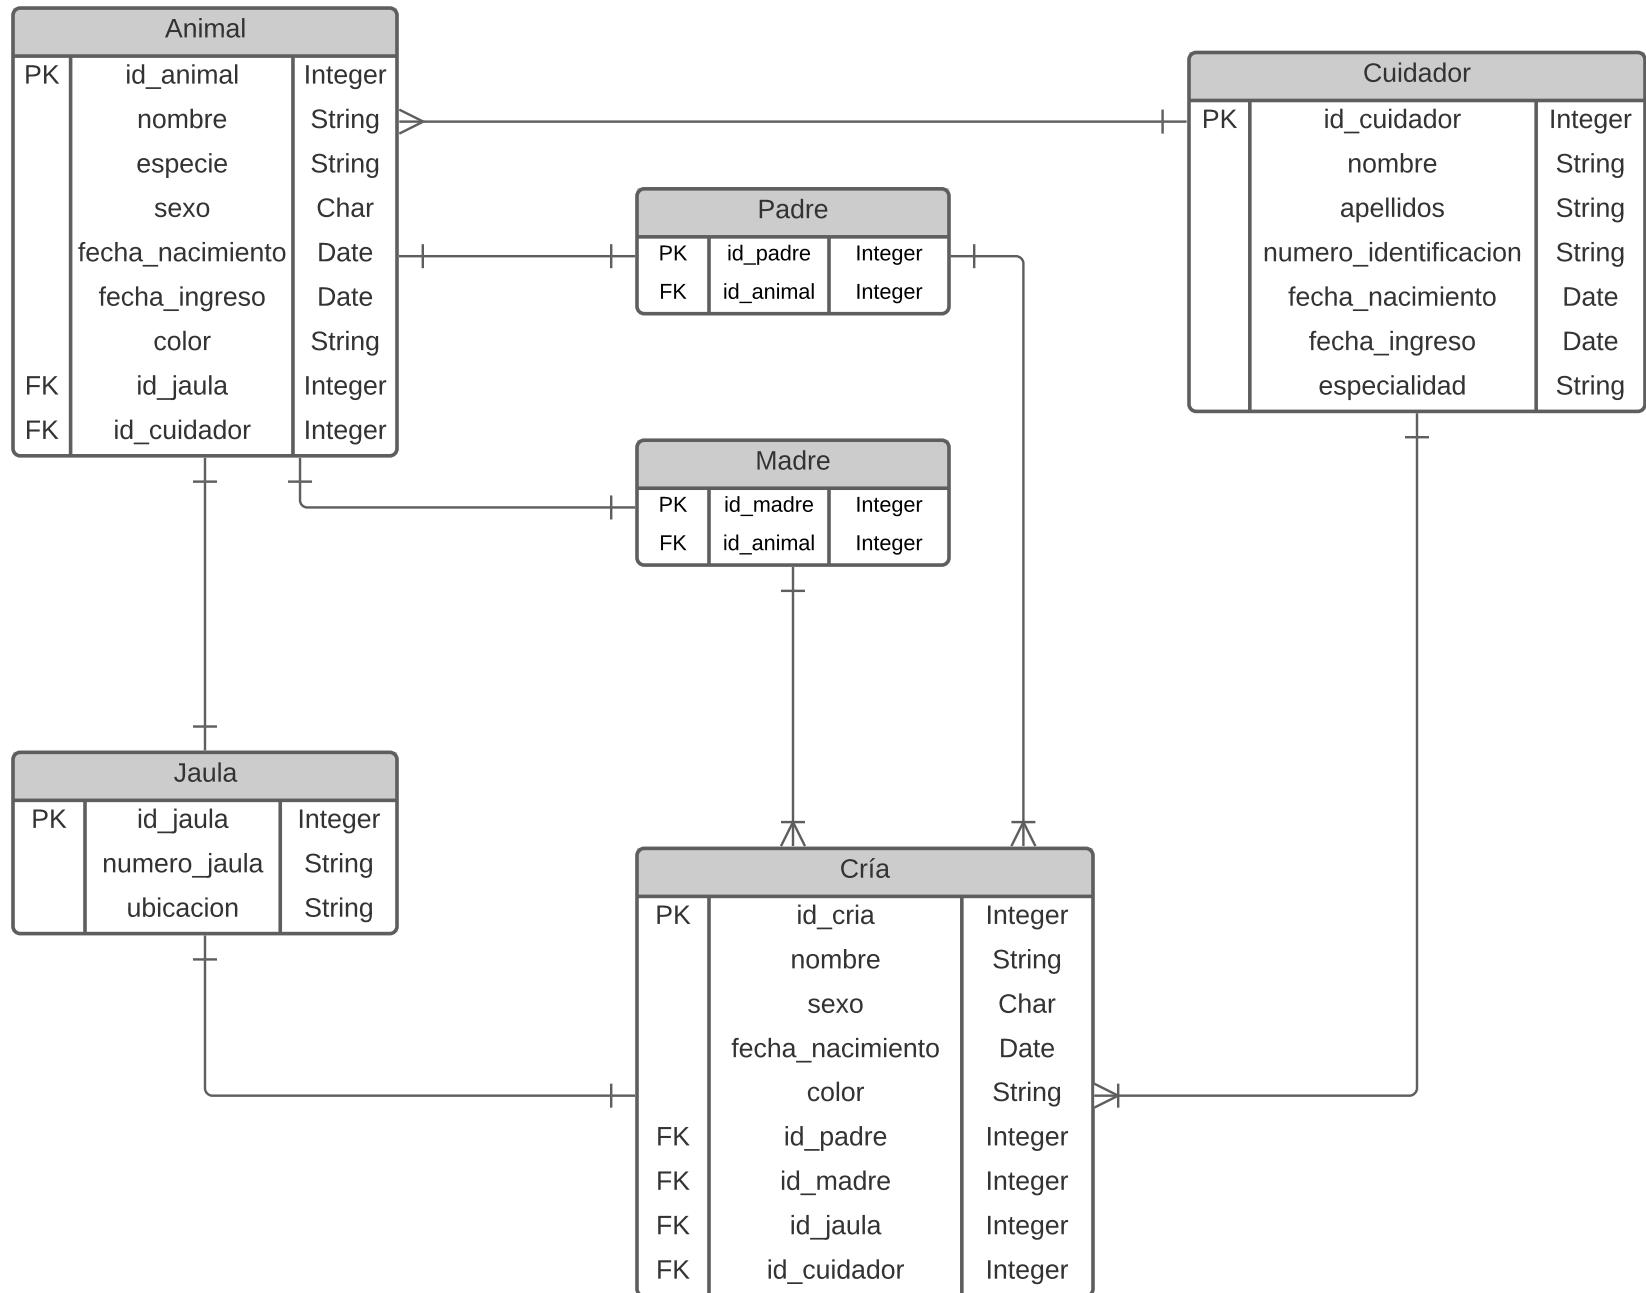 Animal
PK id_animal Integer
nombre String
especie String
sexo Char
fecha_nacimiento Date
fecha_ingreso Date
color String
FK id_jaula Integer
FK id_cuidador Integer
Cuidador
PK id_cuidador Integer
nombre String
apellidos String
numero_identificacion String
fecha_nacimiento Date
fecha_ingreso Date
especialidad String
Padre
PK id_padre Integer
FK id_animal Integer
Madre
PK id_madre Integer
FK id_animal Integer
Jaula
PK id_jaula Integer
numero_jaula String
ubicacion String
Cría
PK id_cria Integer
nombre String
sexo Char
fecha_nacimiento Date
color String
FK id_padre Integer
FK id_madre Integer
FK id_jaula Integer
FK id_cuidador Integer